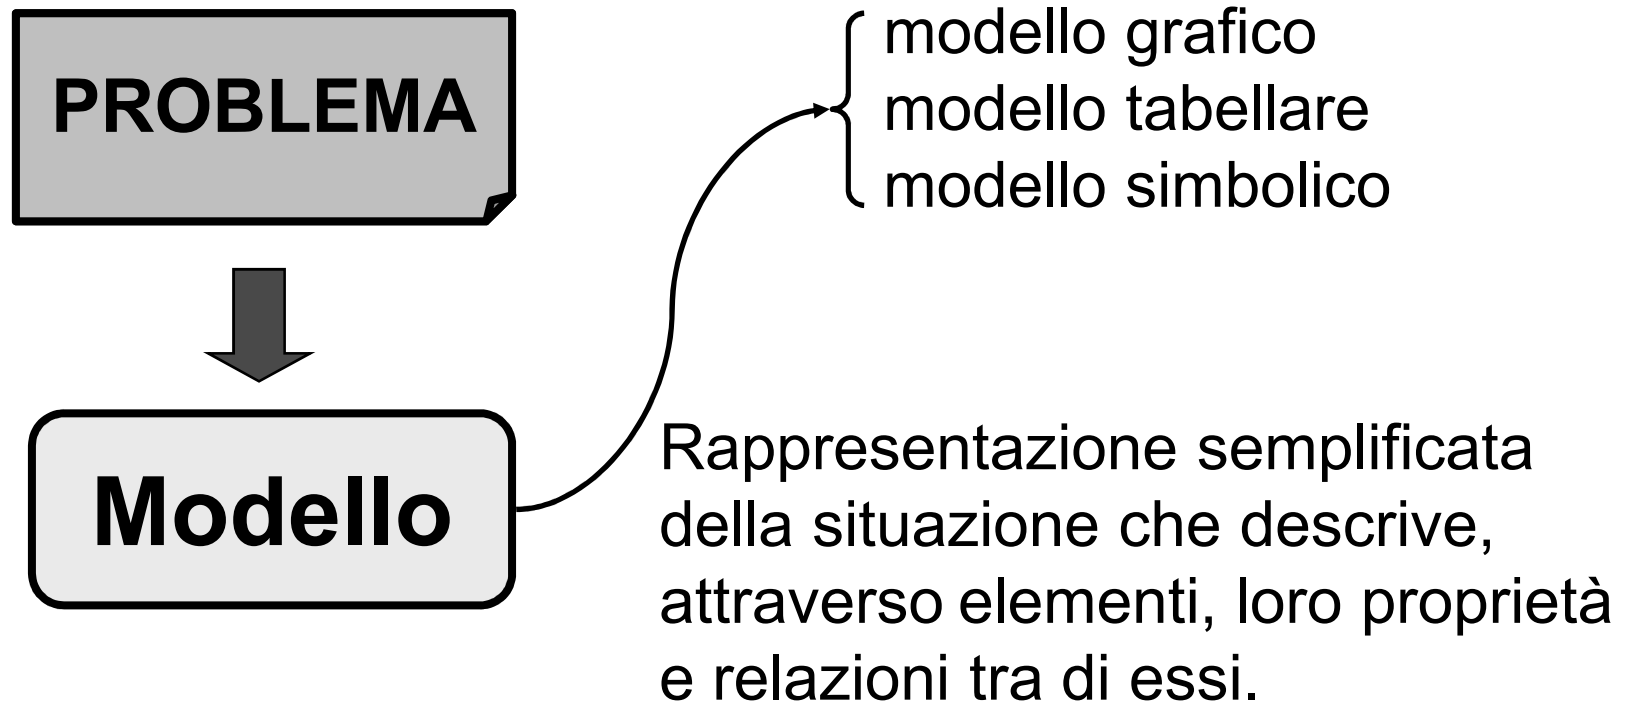 PROBLEMA
modello grafico
modello tabellare
modello simbolico
Modello
Rappresentazione semplificata
della situazione che descrive,
attraverso elementi, loro proprietà
e relazioni tra di essi.